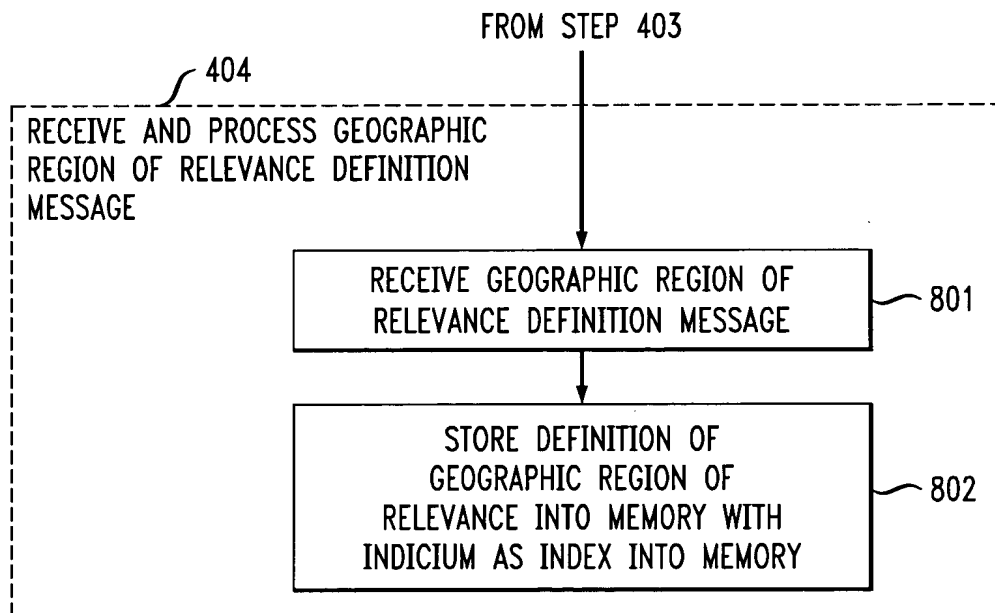 FROM STEP 403
404
RECEIVE AND PROCESS GEOGRAPHIC
REGION OF RELEVANCE DEFINITION
MESSAGE
RECEIVE GEOGRAPHIC REGION OF
RELEVANCE DEFINITION MESSAGE
801
STORE DEFINITION OF
GEOGRAPHIC REGION OF
RELEVANCE INTO MEMORY WITH
INDICIUM AS INDEX INTO MEMORY
802